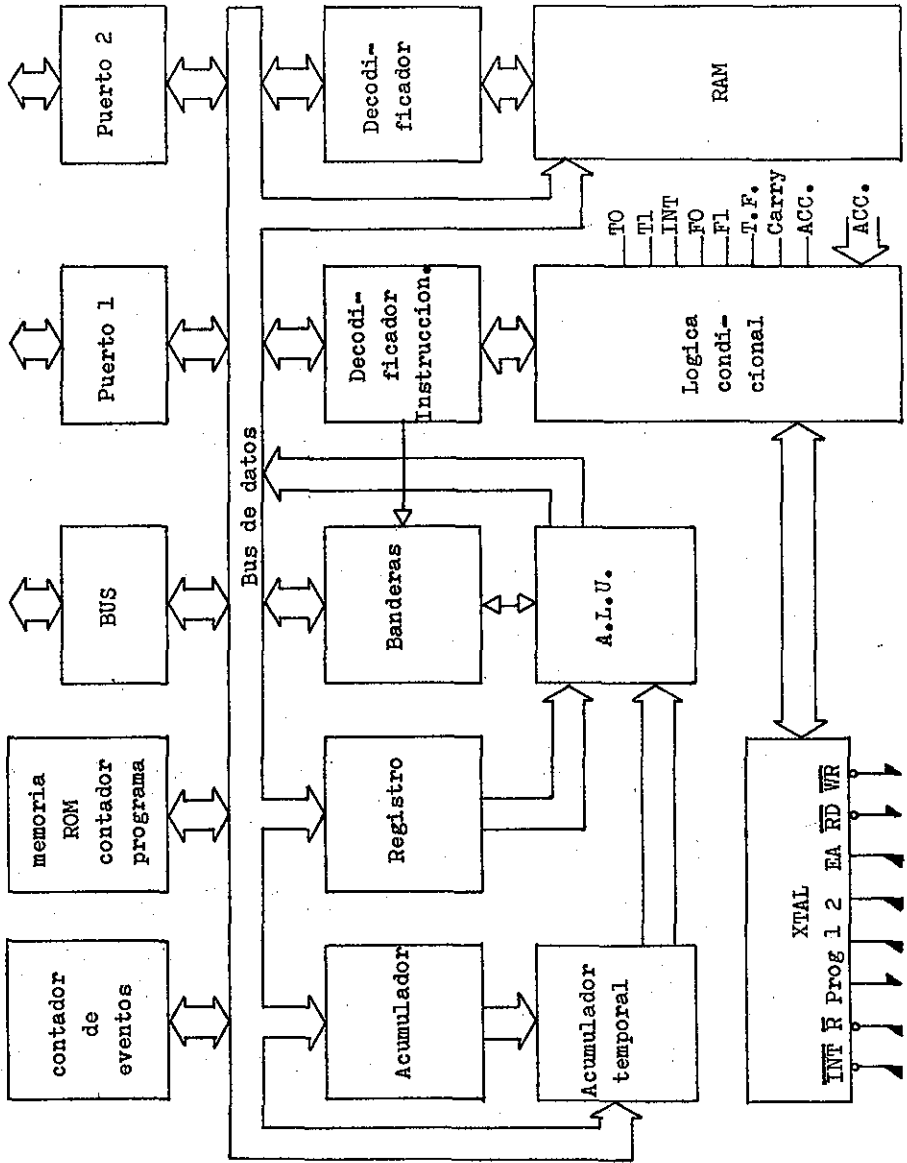 contador
de
eventos
memoria
ROM
contador
programa
BUS
Puerto 1
Puerto 2
Bus de datos
Acumulador
Registro
Banderas
Decodi-
ficador
Instruccion.
Decodi-
ficador
Acumulador
temporal
A.L.U.
Logica
condi-
cional
T0
T1
INT
F0
F1
T.F.
Carry
ACC.
ACC.
RAM
XTAL
INT R Prog 1 2 EA RD WR